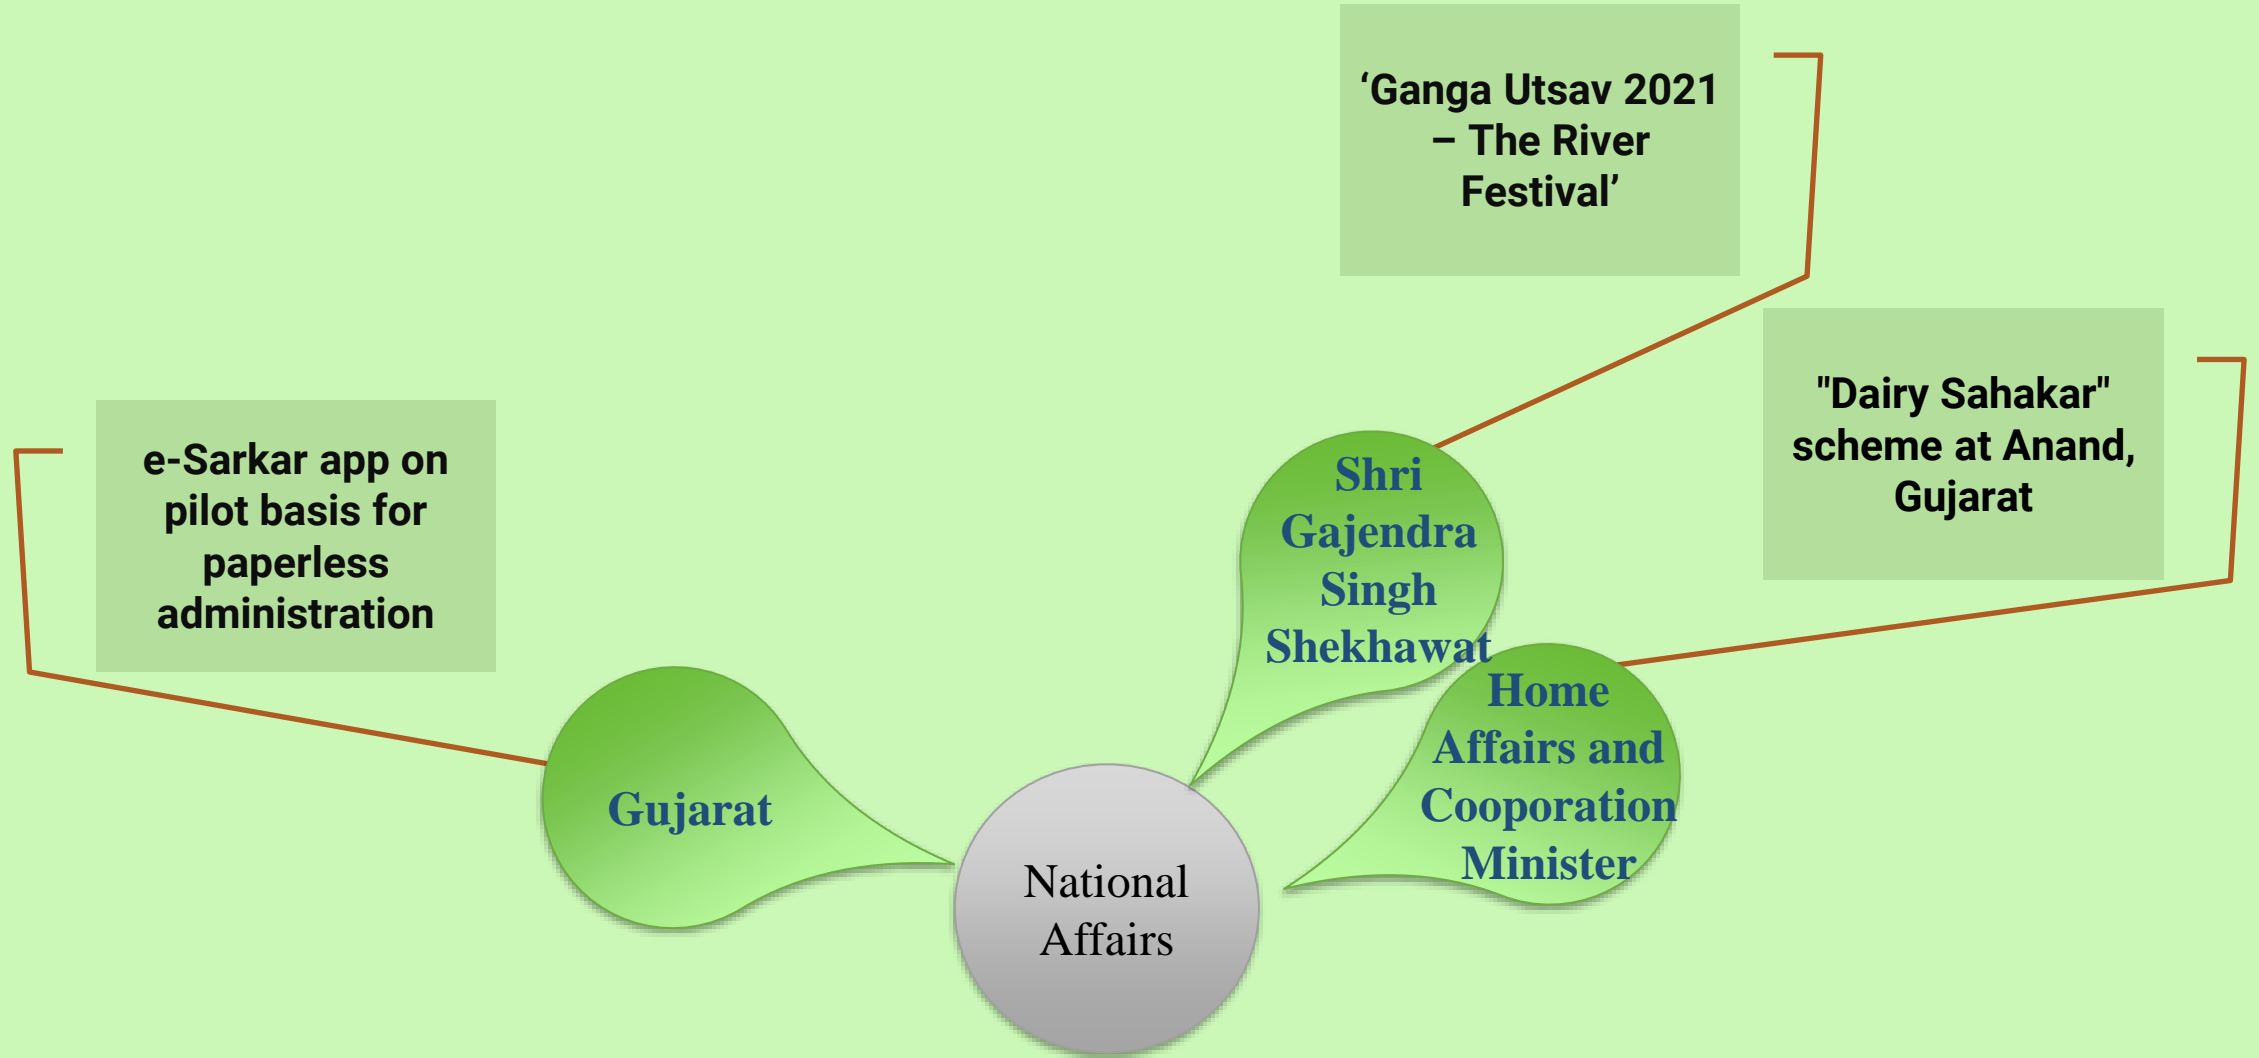 ‘Ganga Utsav 2021
– The River
Festival’
"Dairy Sahakar"
scheme at Anand,
Gujarat
e-Sarkar app on
pilot basis for
paperless
administration
Shri
Gajendra
Singh
Shekhawat
Home
Affairs and
Cooporation
Minister
Gujarat
National
Affairs